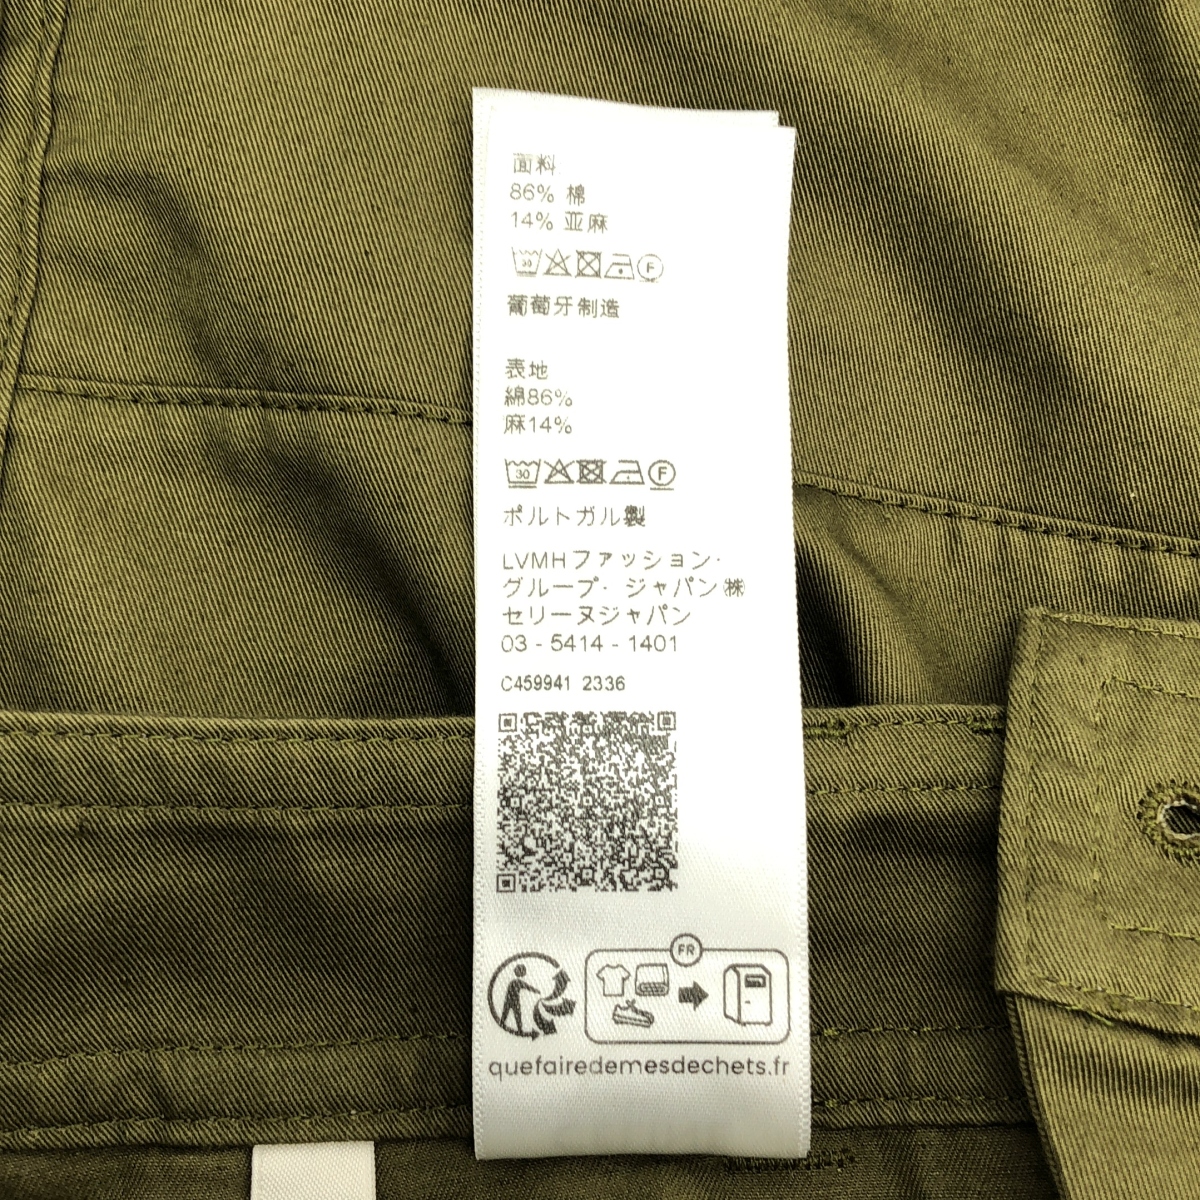 面料
86% 棉
14% 亚麻
30 F
葡萄牙制造
表地
綿86%
麻14%
30 F
ポルトガル製
LVMHファッション・
グループ・ジャパン㈱
セリーヌジャパン
03 - 5414 - 1401
C459941 2336
FR
quefairedemesdechets.fr